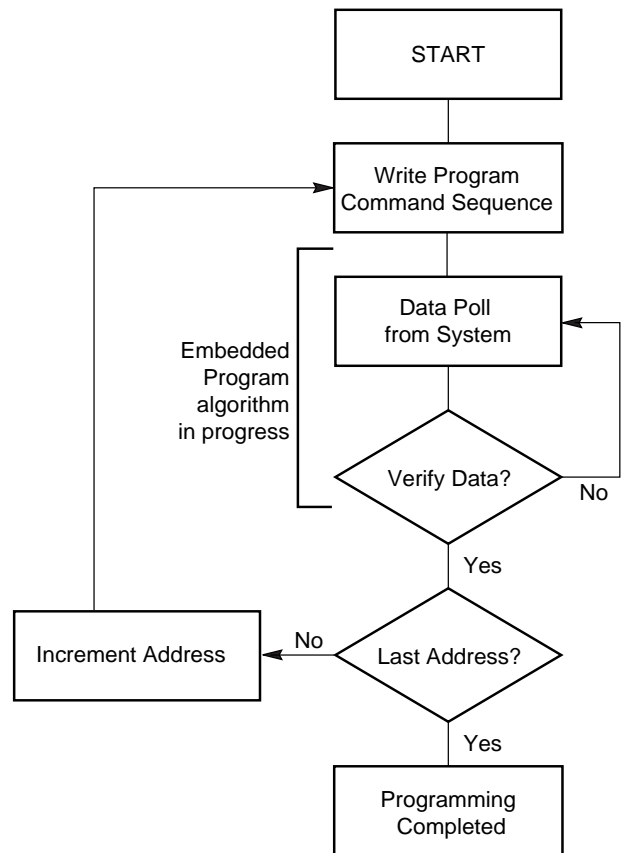 START
Write Program
Command Sequence
Data Poll
from System
Embedded
Program
algorithm
in progress
Verify Data?
No
Yes
Increment Address
No
Last Address?
Yes
Programming
Completed